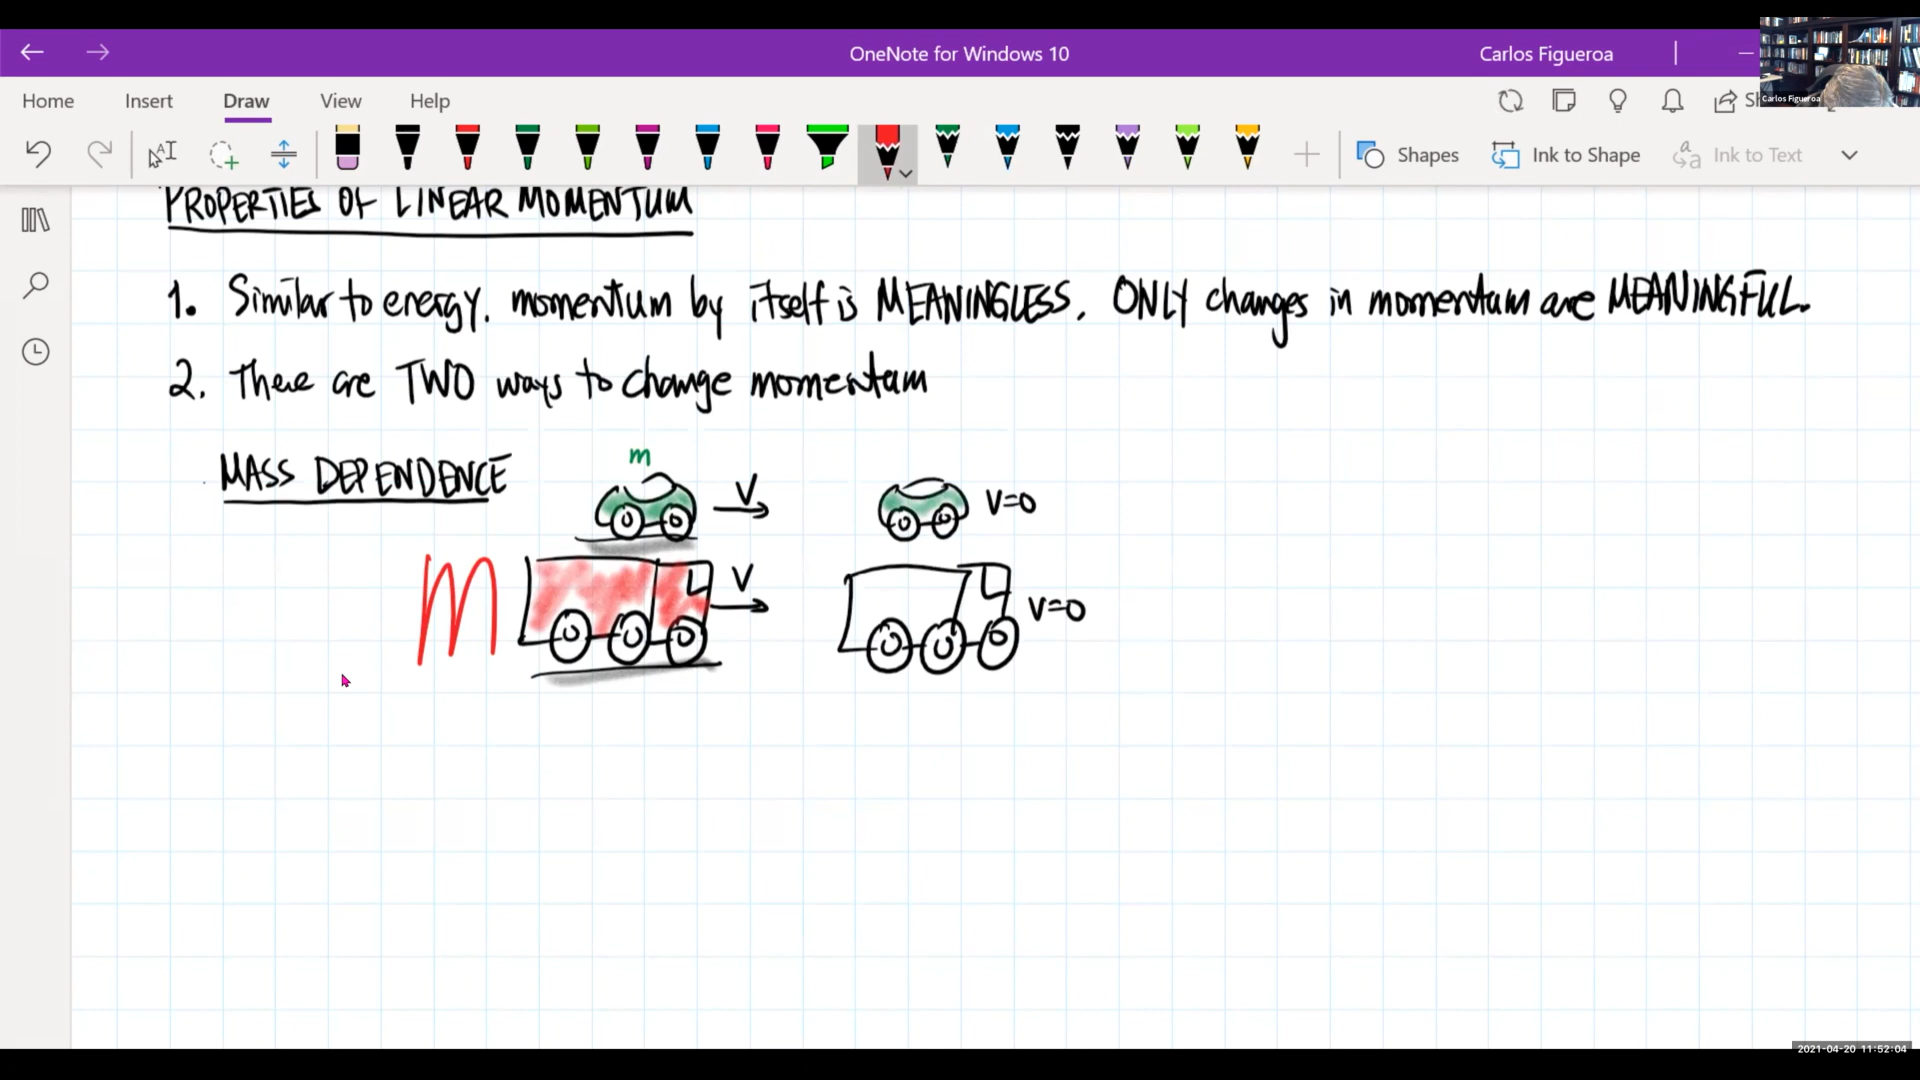 OneNote for Windows 10
Carlos Figueroa
Home Insert Draw View Help
Carlos Figueroa
Shapes Ink to Shape Ink to Text
PROPERTIES OF LINEAR MOMENTUM
1. Similar to energy. momentum by itself is MEANINGLESS. ONLY changes in momentum are MEANINGFUL.
2. There are TWO ways to change momentum
MASS DEPENDENCE
m
V
V=0
M
V
V=0
2021-04-20 11:52:04